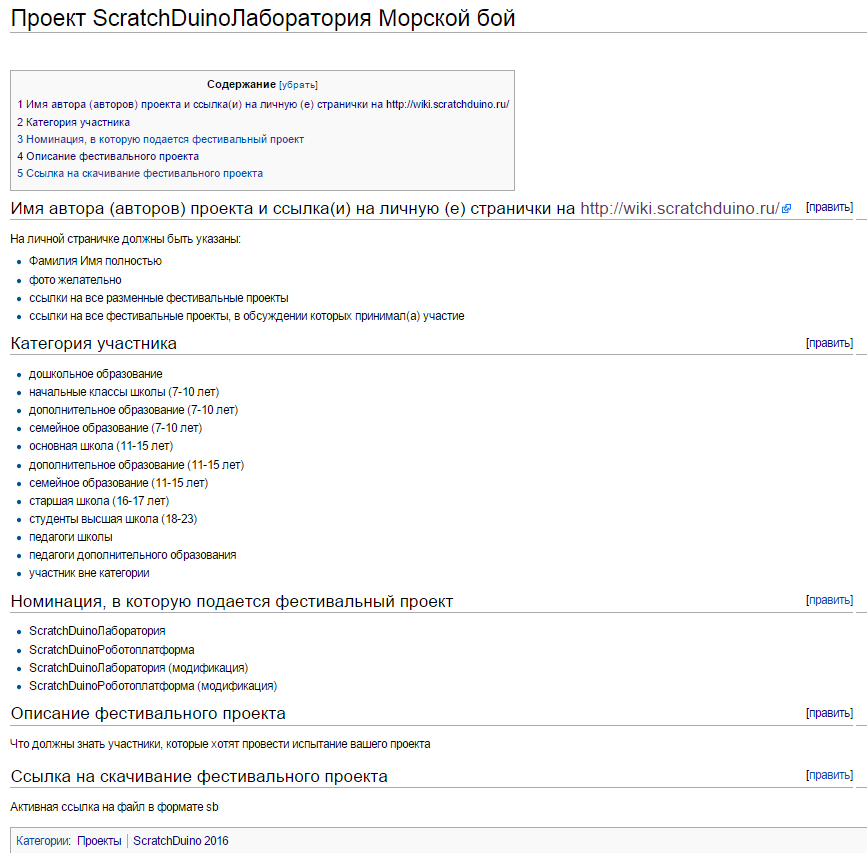 Проект ScratchDuinoЛаборатория Морской бой
Содержание [убрать]
1 Имя автора (авторов) проекта и ссылка(и) на личную (е) странички на http://wiki.scratchduino.ru/
2 Категория участника
3 Номинация, в которую подается фестивальный проект
4 Описание фестивального проекта
5 Ссылка на скачивание фестивального проекта
Имя автора (авторов) проекта и ссылка(и) на личную (е) странички на http://wiki.scratchduino.ru/ [править]
На личной страничке должны быть указаны:
Фамилия Имя полностью
фото желательно
ссылки на все разменные фестивальные проекты
ссылки на все фестивальные проекты, в обсуждении которых принимал(а) участие
Категория участника [править]
дошкольное образование
начальные классы школы (7-10 лет)
дополнительное образование (7-10 лет)
семейное образование (7-10 лет)
основная школа (11-15 лет)
дополнительное образование (11-15 лет)
семейное образование (11-15 лет)
старшая школа (16-17 лет)
студенты высшая школа (18-23)
педагоги школы
педагоги дополнительного образования
участник вне категории
Номинация, в которую подается фестивальный проект [править]
ScratchDuinoЛаборатория
ScratchDuinoРоботоплатформа
ScratchDuinoЛаборатория (модификация)
ScratchDuinoРоботоплатформа (модификация)
Описание фестивального проекта [править]
Что должны знать участники, которые хотят провести испытание вашего проекта
Ссылка на скачивание фестивального проекта [править]
Активная ссылка на файл в формате sb
Категории: Проекты | ScratchDuino 2016